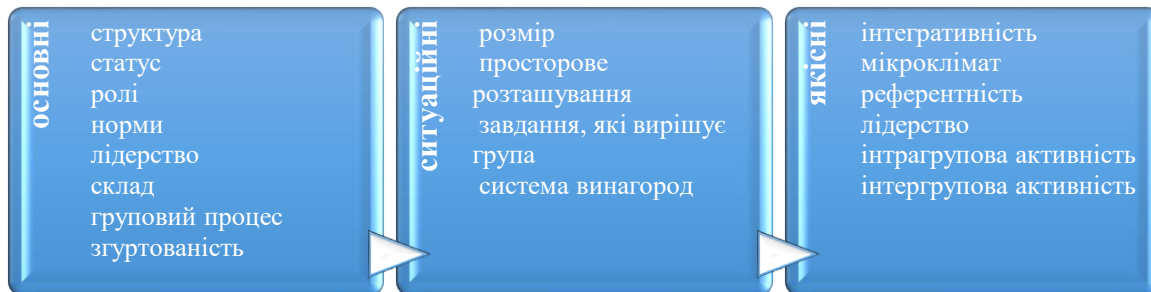 основні
структура
статус
ролі
норми
лідерство
склад
груповий процес
згуртованість
ситуаційні
розмір
просторове
розташування
завдання, які вирішує
група
система винагород
якісні
інтегративність
мікроклімат
референтність
лідерство
інтрагрупова активність
інтергрупова активність